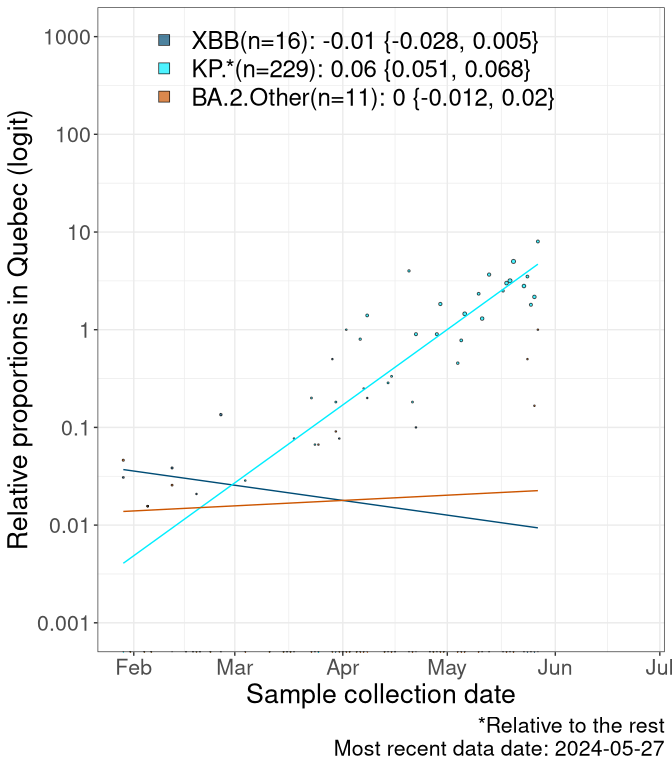 XBB(n=16): -0.01 {-0.028, 0.005}
KP.*(n=229): 0.06 {0.051, 0.068}
BA.2.Other(n=11): 0 {-0.012, 0.02}
Relative proportions in Quebec (logit)
1000
100
10
1
0.1
0.01
0.001
Feb Mar Apr May Jun Jul
Sample collection date
*Relative to the rest
Most recent data date: 2024-05-27